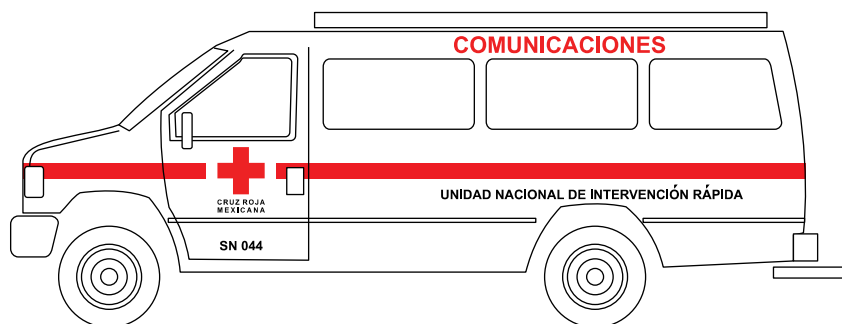 COMUNICACIONES
UNIDAD NACIONAL DE INTERVENCIÓN RÁPIDA
CRUZ ROJA
MEXICANA
SN 044